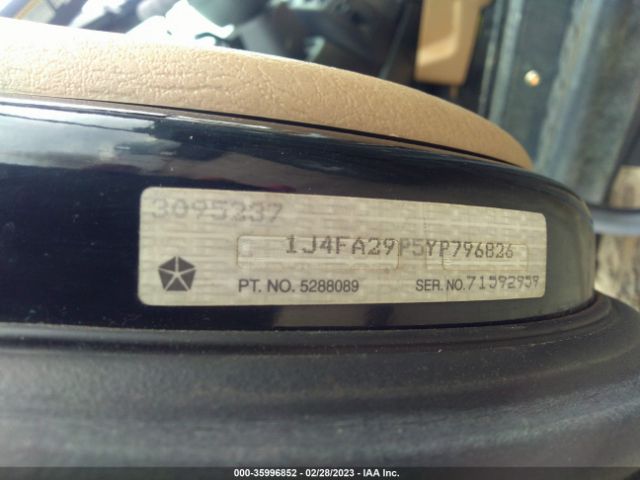 3095237
1J4FA29P5YP796826
PT. NO. 5288089 SER. NO. 71592959
000-35996852 | 02/28/2023 - IAA Inc.